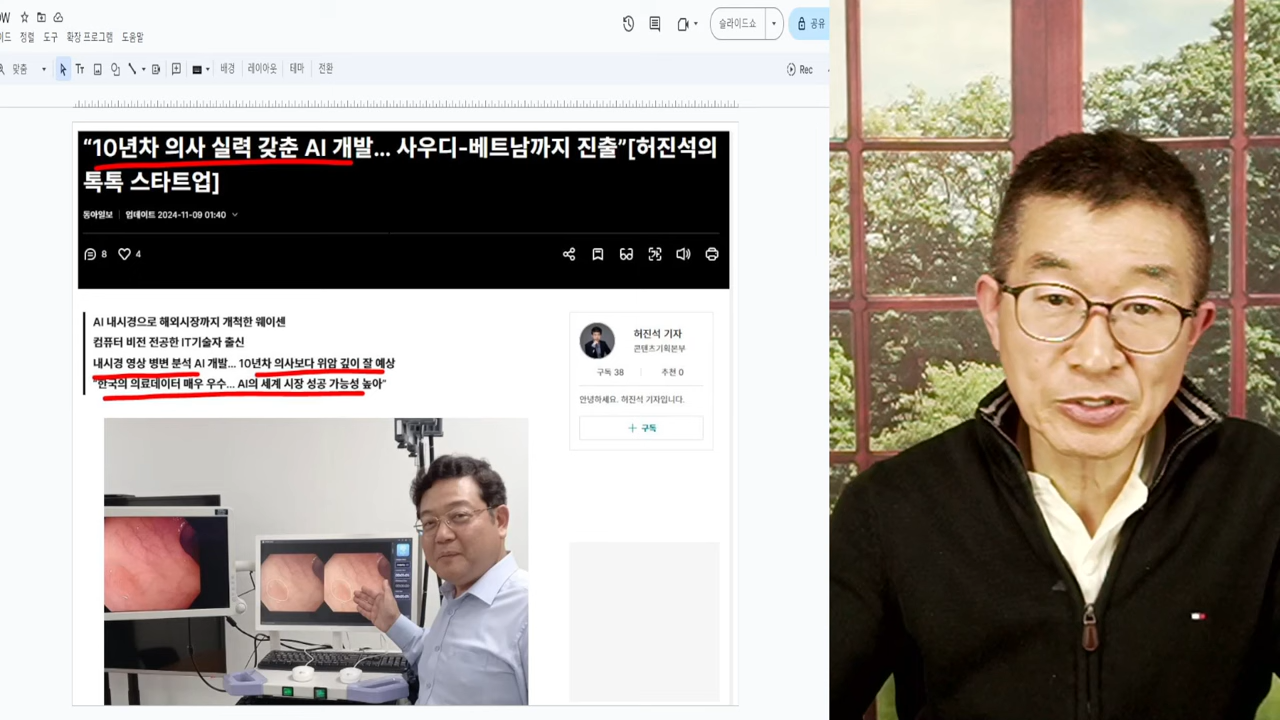 OW
이드 정렬 도구 확장 프로그램 도움말
슬라이드쇼
공유
맞춤
Tт
배경 레이아웃 테마 전환
Rec
“10년차 의사 실력 갖춘 AI 개발… 사우디-베트남까지 진출”[허진석의
톡톡 스타트업]
동아일보 업데이트 2024-11-09 01:40
8 4
AI 내시경으로 해외시장까지 개척한 웨이센
컴퓨터 비전 전공한 IT기술자 출신
내시경 영상 병변 분석 AI 개발… 10년차 의사보다 위암 깊이 잘 예상
“한국의 의료데이터 매우 우수… AI의 세계 시장 성공 가능성 높아”
허진석 기자
콘텐츠기획본부
구독 38 추천 0
안녕하세요. 허진석 기자입니다.
+ 구독